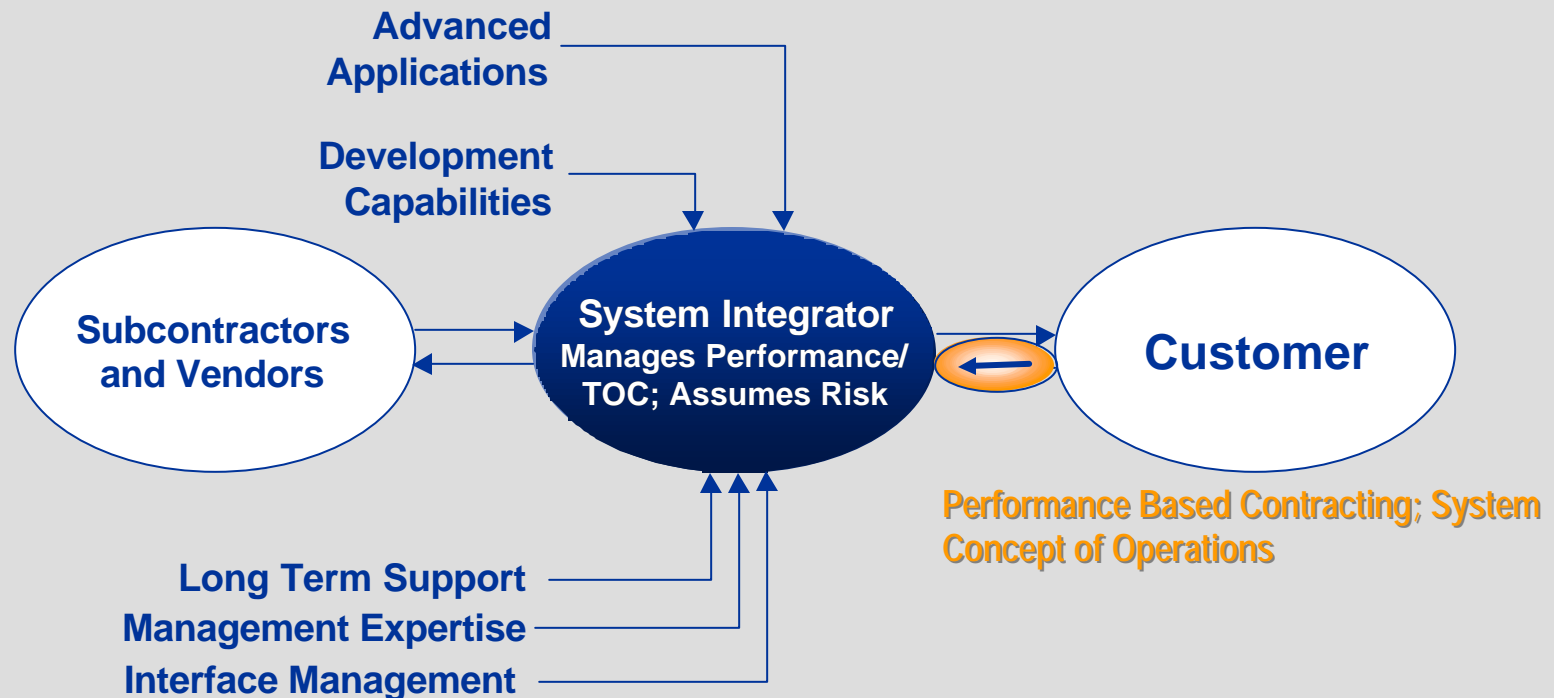 Advanced
Applications
Development
Capabilities
Subcontractors
and Vendors
System Integrator
Manages Performance/
TOC; Assumes Risk
Customer
Performance Based Contracting; System
Concept of Operations
Long Term Support
Management Expertise
Interface Management